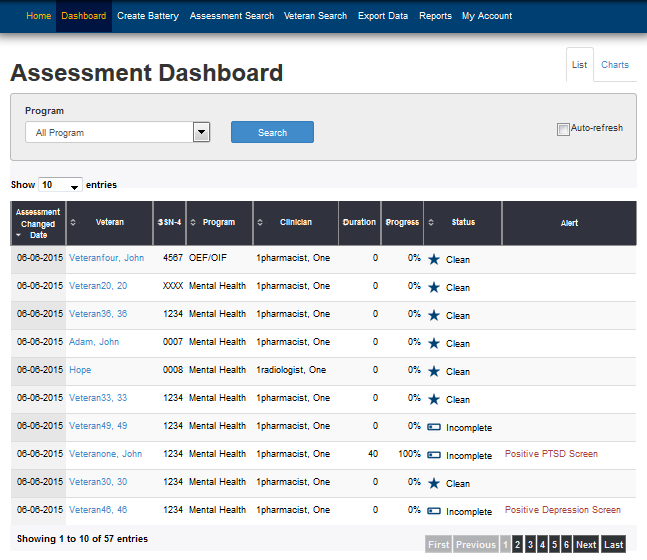 Home Dashboard Create Battery Assessment Search Veteran Search Export Data Reports My Account
Assessment Dashboard
List Charts
Program
All Program Search Auto-refresh
Show 10 entries
Assessment Changed Date Veteran SSN-4 Program Clinician Duration Progress Status Alert
06-06-2015 Veteranfour, John 4567 OEF/OIF 1pharmacist, One 0 0% Clean
06-06-2015 Veteran20, 20 XXXX Mental Health 1pharmacist, One 0 0% Clean
06-06-2015 Veteran36, 36 1234 Mental Health 1pharmacist, One 0 0% Clean
06-06-2015 Adam, John 0007 Mental Health 1pharmacist, One 0 0% Clean
06-06-2015 Hope 0008 Mental Health 1radiologist, One 0 0% Clean
06-06-2015 Veteran33, 33 1234 Mental Health 1pharmacist, One 0 0% Clean
06-06-2015 Veteran49, 49 1234 Mental Health 1pharmacist, One 0 0% Incomplete
06-06-2015 Veteranone, John 1234 Mental Health 1pharmacist, One 40 100% Incomplete Positive PTSD Screen
06-06-2015 Veteran30, 30 1234 Mental Health 1pharmacist, One 0 0% Clean
06-06-2015 Veteran46, 46 1234 Mental Health 1pharmacist, One 0 0% Incomplete Positive Depression Screen
Showing 1 to 10 of 57 entries
First Previous 1 2 3 4 5 6 Next Last